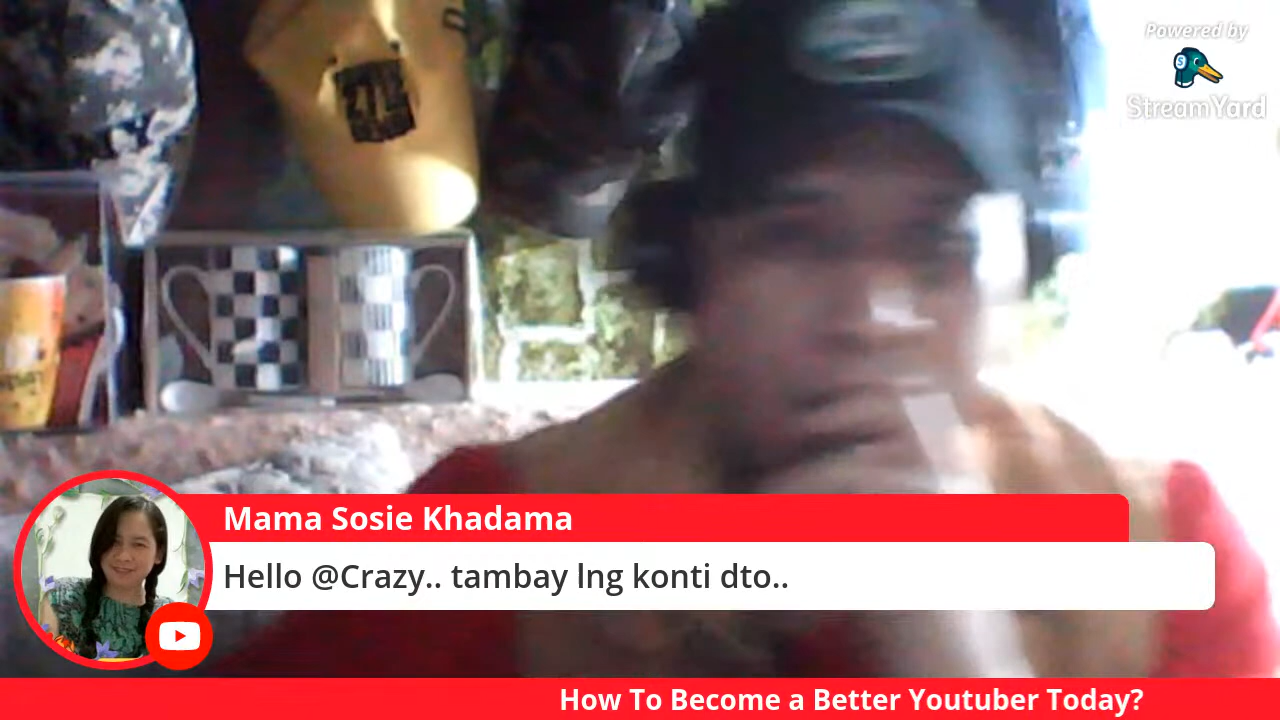 Powered by
StreamYard
Mama Sosie Khadama
Hello @Crazy.. tambay lng konti dto..
How To Become a Better Youtuber Today?